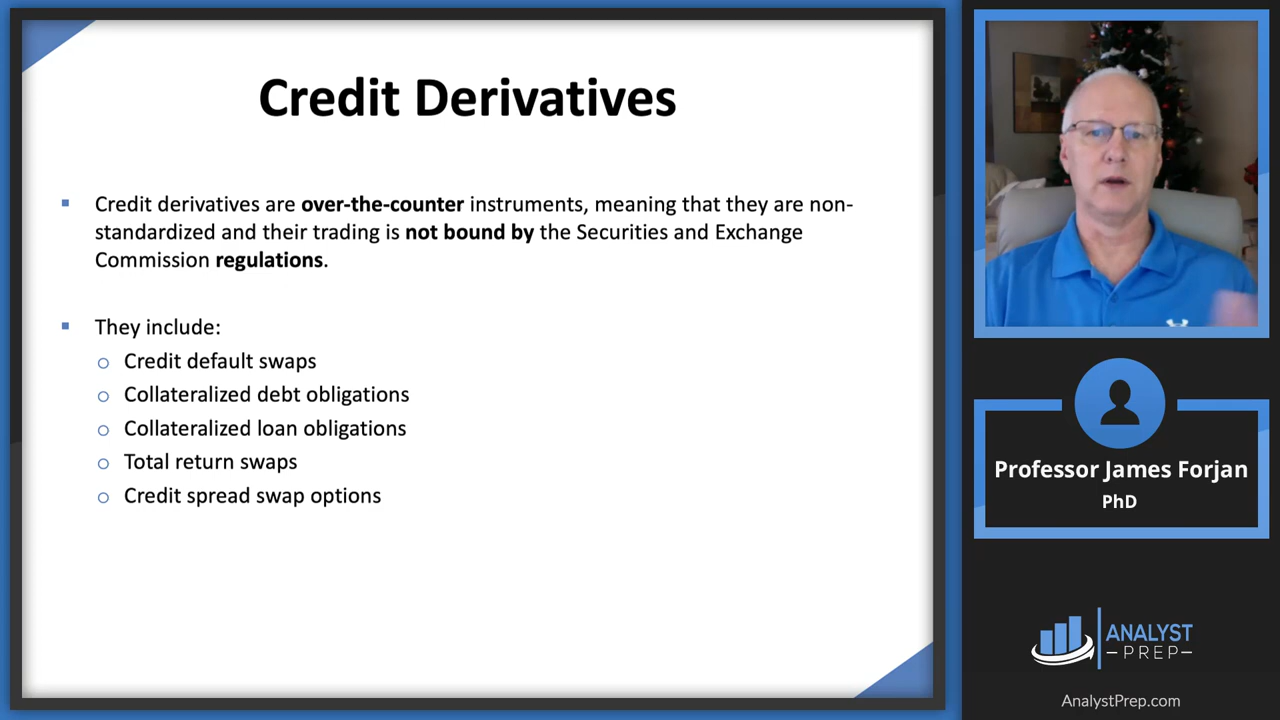 Credit Derivatives
Credit derivatives are over-the-counter instruments, meaning that they are non-
standardized and their trading is not bound by the Securities and Exchange
Commission regulations.
They include:
Credit default swaps
Collateralized debt obligations
Collateralized loan obligations
Total return swaps
Credit spread swap options
Professor James Forjan
PhD
ANALYST
PREP
AnalystPrep.com